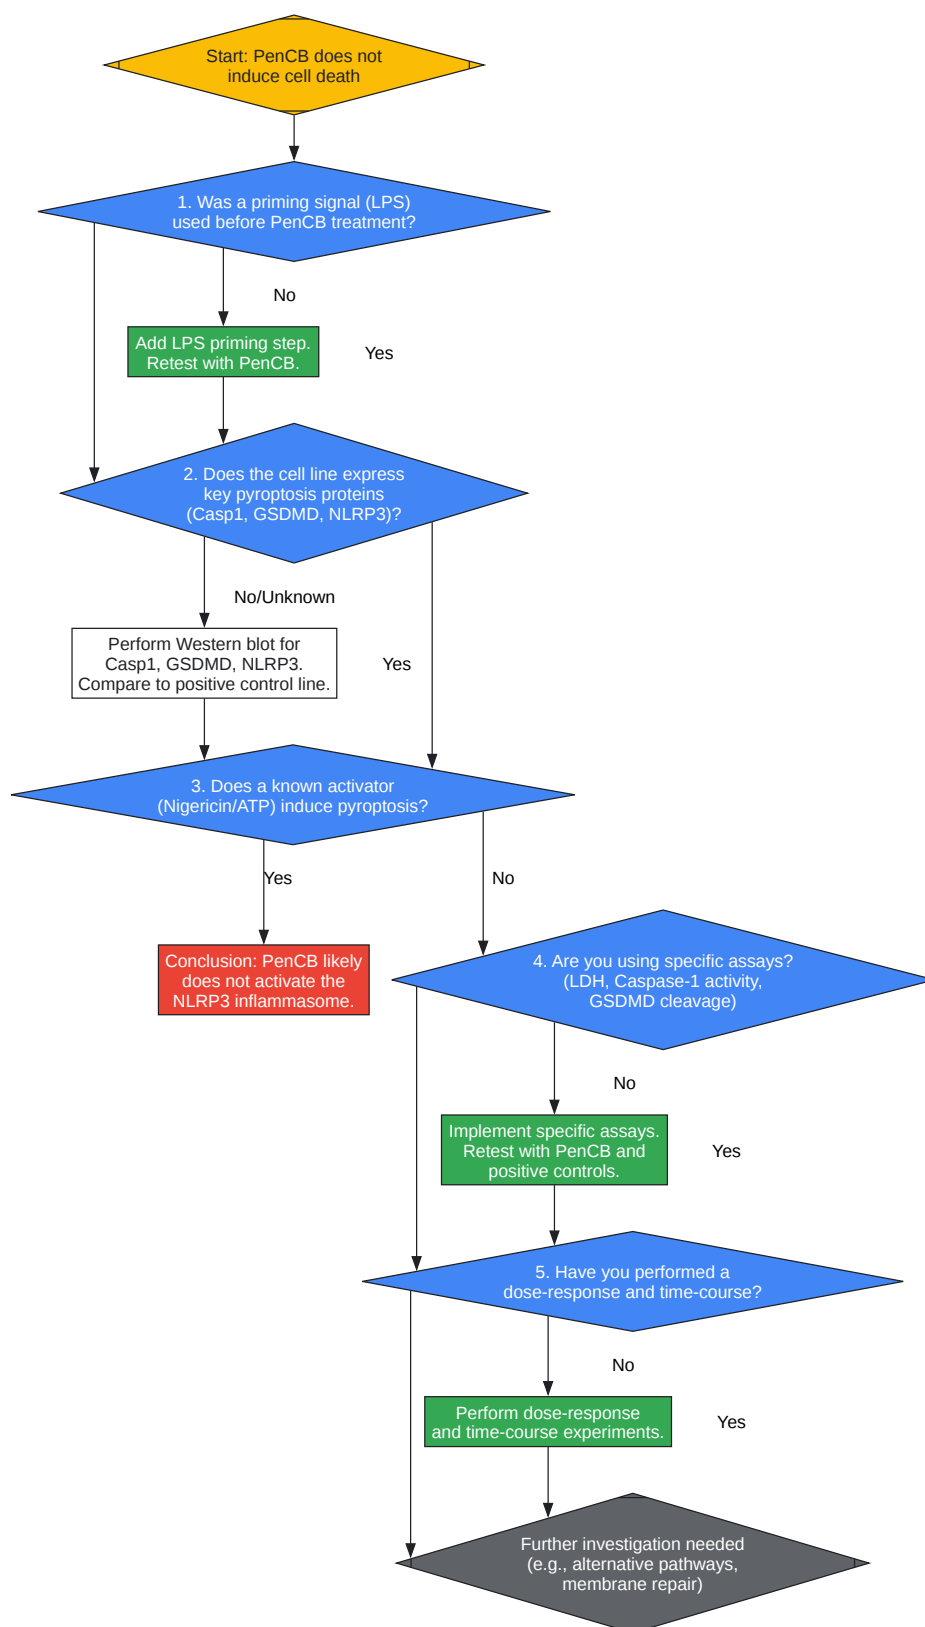 Start: PenCB does not
induce cell death
1. Was a priming signal (LPS)
used before PenCB treatment?
No
Add LPS priming step.
Retest with PenCB.
Yes
2. Does the cell line express
key pyroptosis proteins
(Casp1, GSDMD, NLRP3)?
No/Unknown
Perform Western blot for
Casp1, GSDMD, NLRP3.
Compare to positive control line.
Yes
3. Does a known activator
(Nigericin/ATP) induce pyroptosis?
Yes
No
Conclusion: PenCB likely
does not activate the
NLRP3 inflammasome.
4. Are you using specific assays?
(LDH, Caspase-1 activity,
GSDMD cleavage)
No
Implement specific assays.
Retest with PenCB and
positive controls.
Yes
5. Have you performed a
dose-response and time-course?
No
Perform dose-response
and time-course experiments.
Yes
Further investigation needed
(e.g., alternative pathways,
membrane repair)